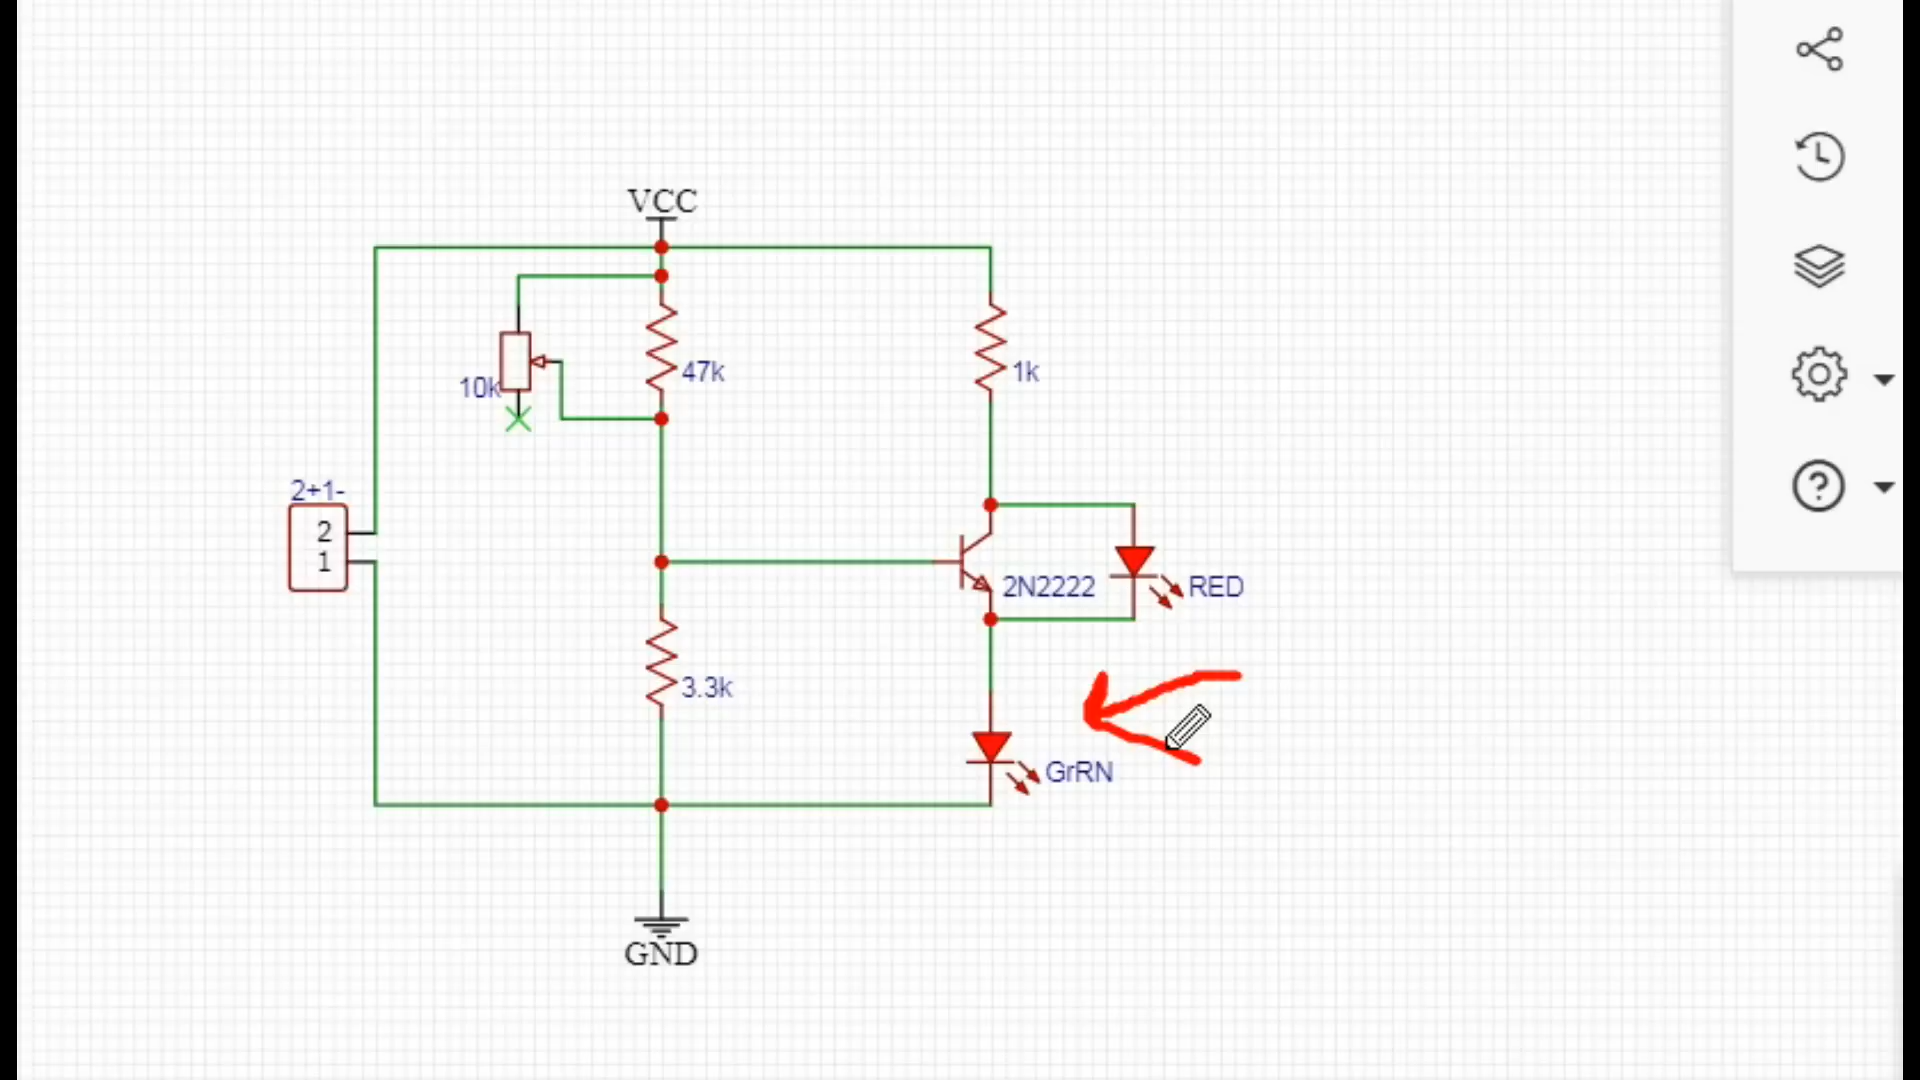 VCC
47k
1k
10k
2+1-
2
1
2N2222
RED
3.3k
GrRN
GND